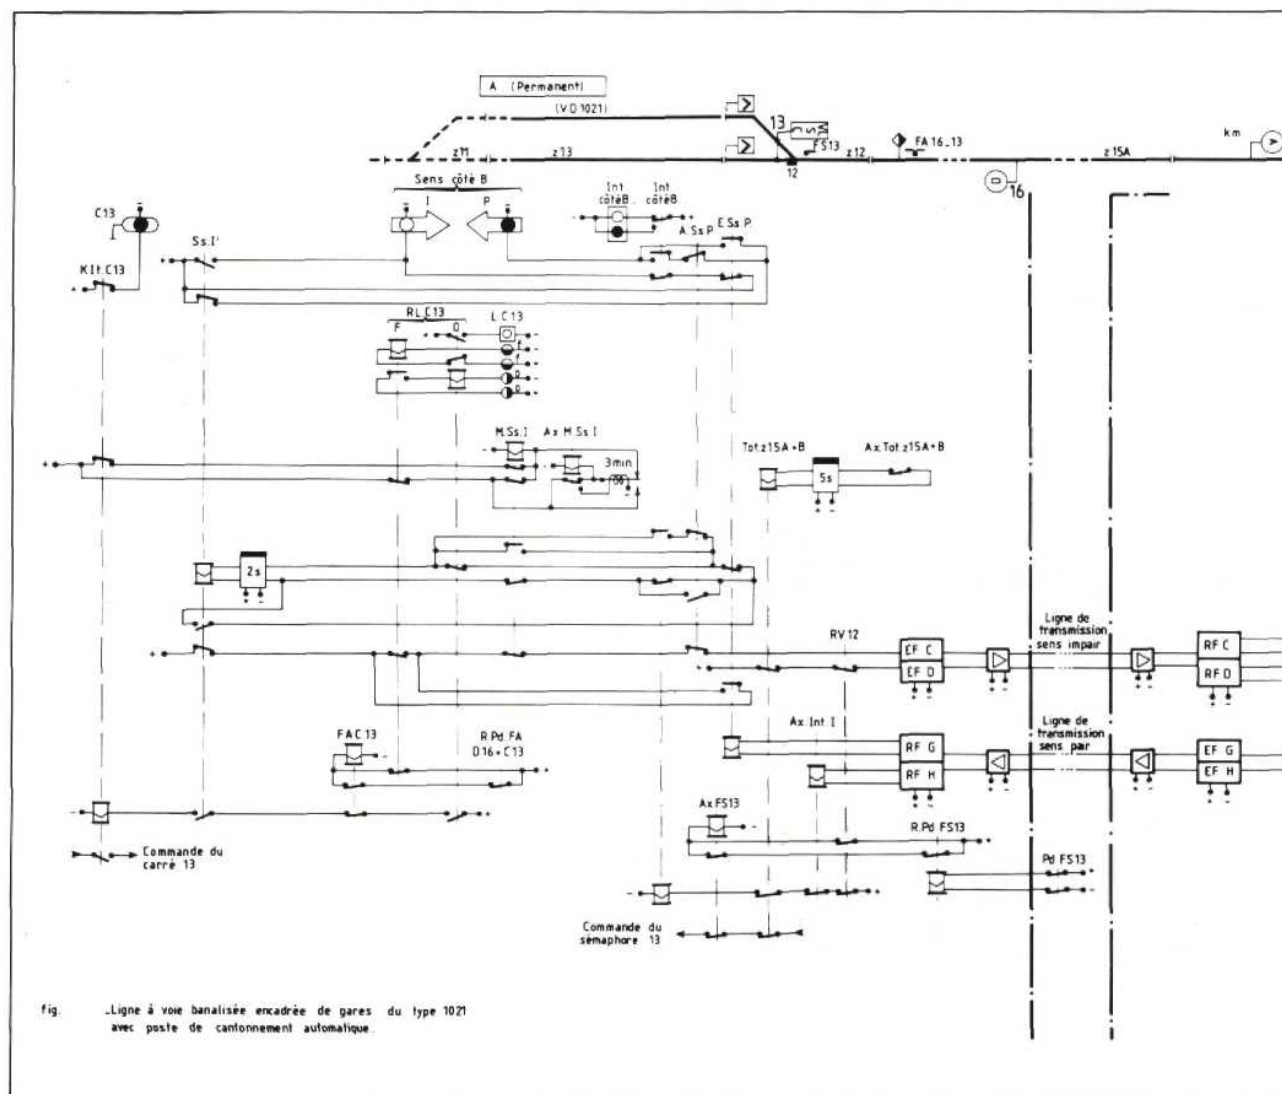 A (Permanent)
(V.D 1021)
13
FS13
FA 16_13
km
A
z11
z13
12
z12
D
16
z15A
Sens côté B
I
P
Int côté B
Int côté B
A.Ss.P
E.Ss.P
C13
Ss.I
K.It.C13
R.L.C13
F
O
L.C13
M.Ss.I
Ax M.Ss I
3min
Tot.z15A+B
5s
Ax.Tot.z15A+B
2s
RV 12
EF C
EF D
Ligne de
transmission
sens impair
RF C
RF D
Ax.Int I
RF G
RF H
Ligne de
transmission
sens pair
EF G
EF H
FAC 13
R.Pd.FA
D16+C13
Ax FS13
R.Pd FS13
Pd FS13
Commande du
carré 13
Commande du
sémaphore 13
fig. _Ligne à voie banalisée encadrée de gares du type 1021
avec poste de cantonnement automatique.